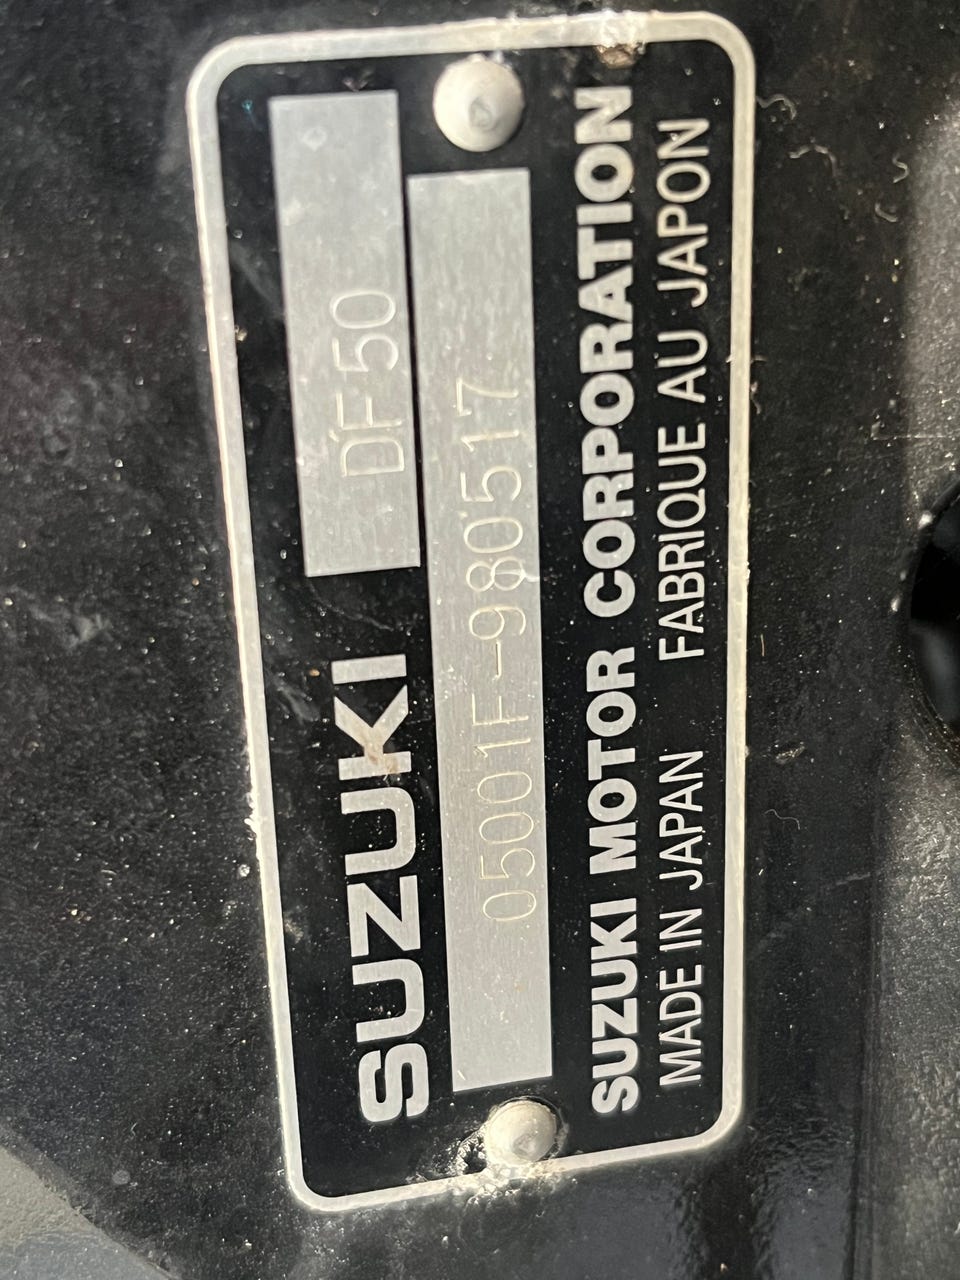 SUZUKI DF50
05001F-980517
SUZUKI MOTOR CORPORATION
MADE IN JAPAN FABRIQUE AU JAPON